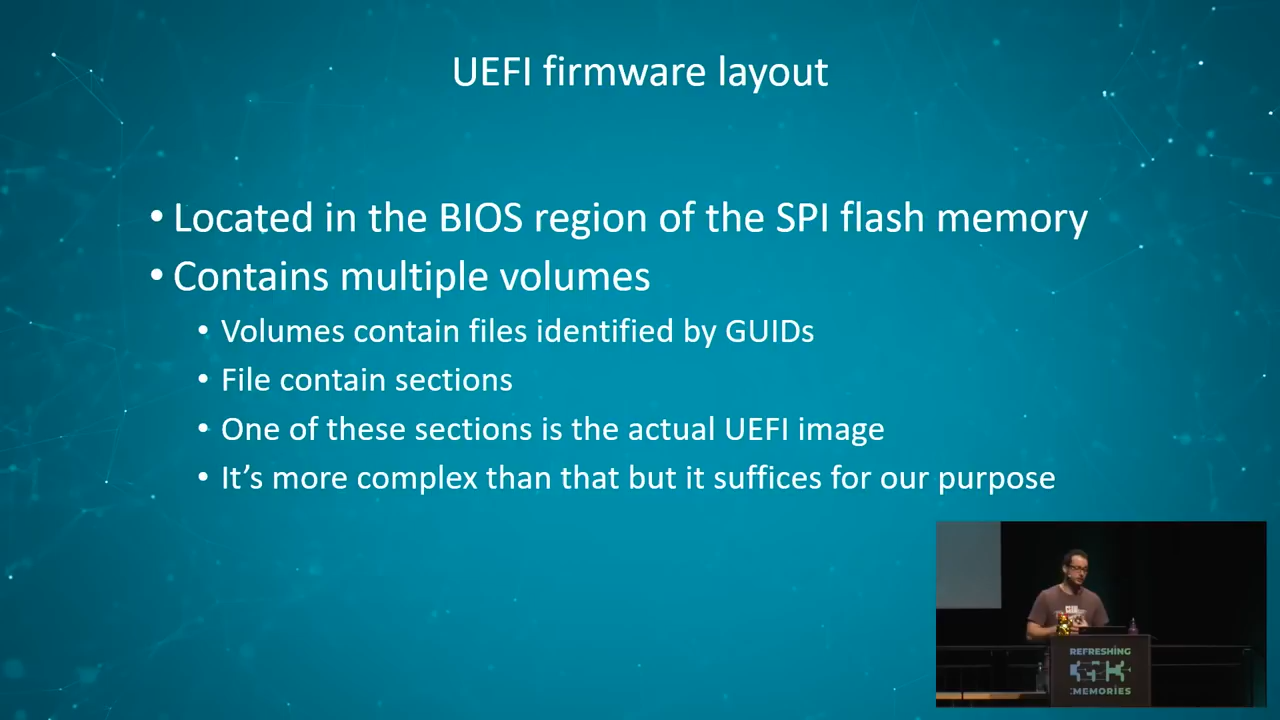 UEFI firmware layout
• Located in the BIOS region of the SPI flash memory
• Contains multiple volumes
• Volumes contain files identified by GUIDs
• File contain sections
• One of these sections is the actual UEFI image
• It's more complex than that but it suffices for our purpose
REFRESHING
:MEMORIES